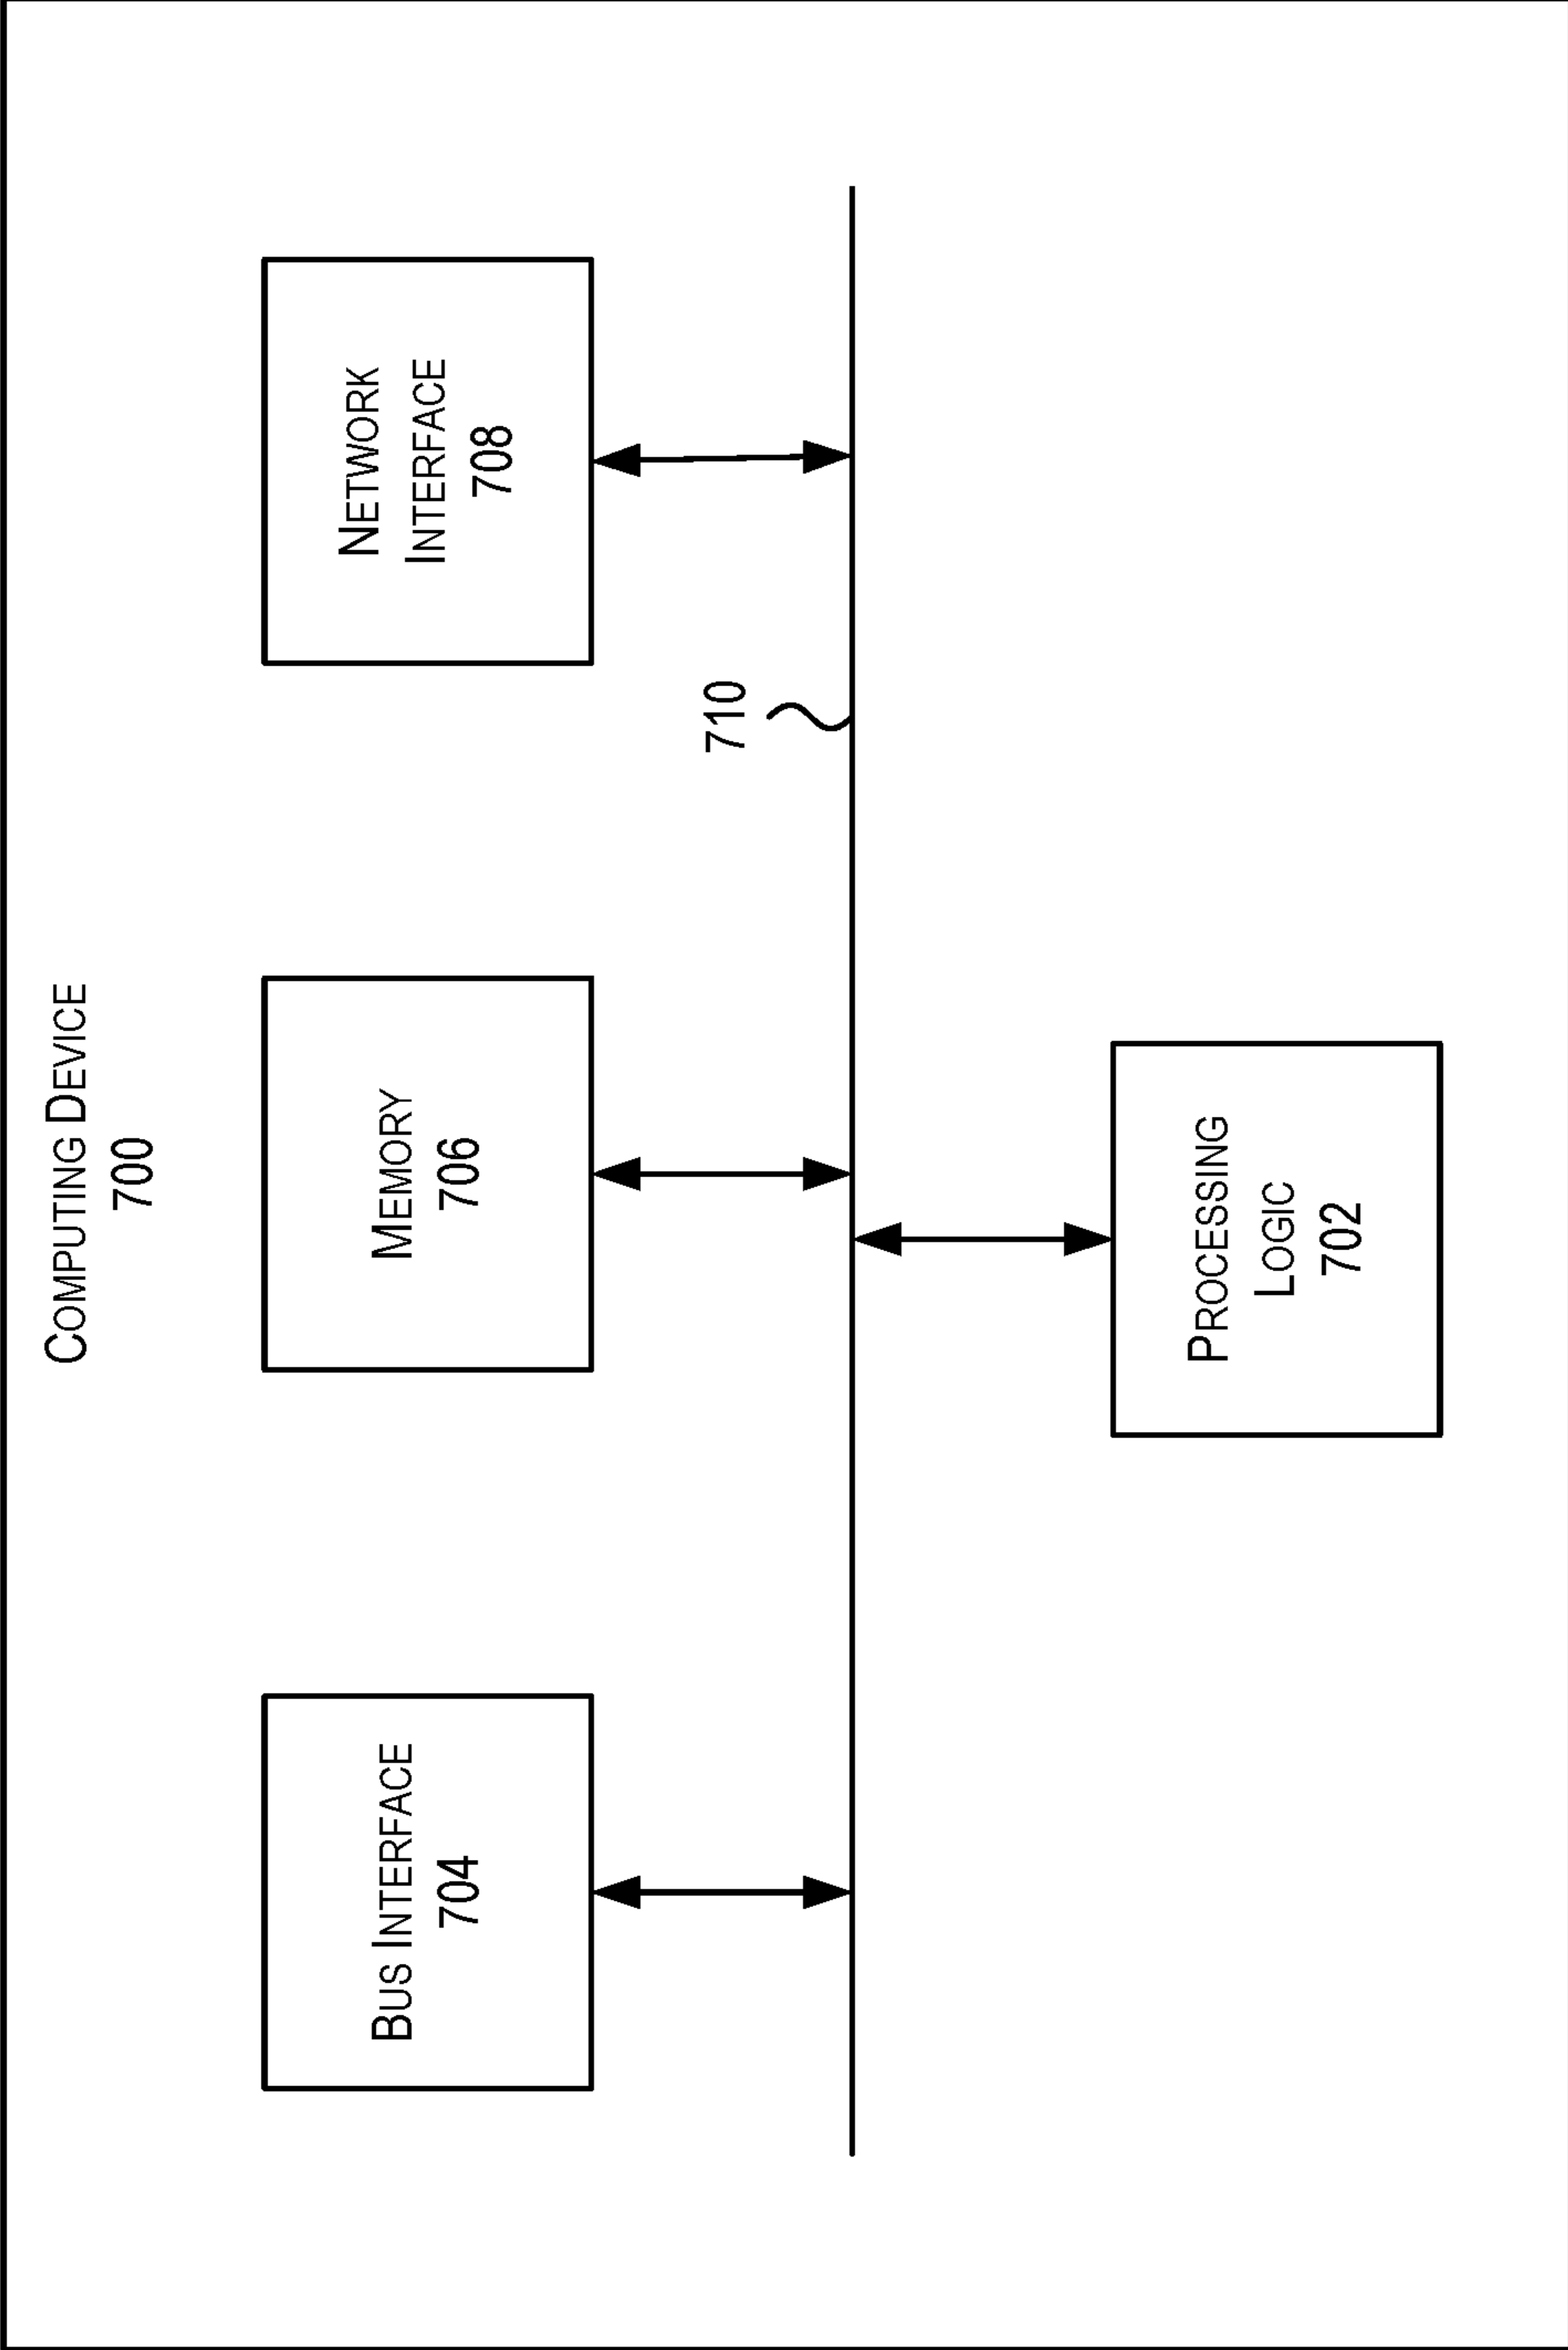 COMPUTING DEVICE
700
BUS INTERFACE
704
MEMORY
706
NETWORK
INTERFACE
708
710
PROCESSING
LOGIC
702